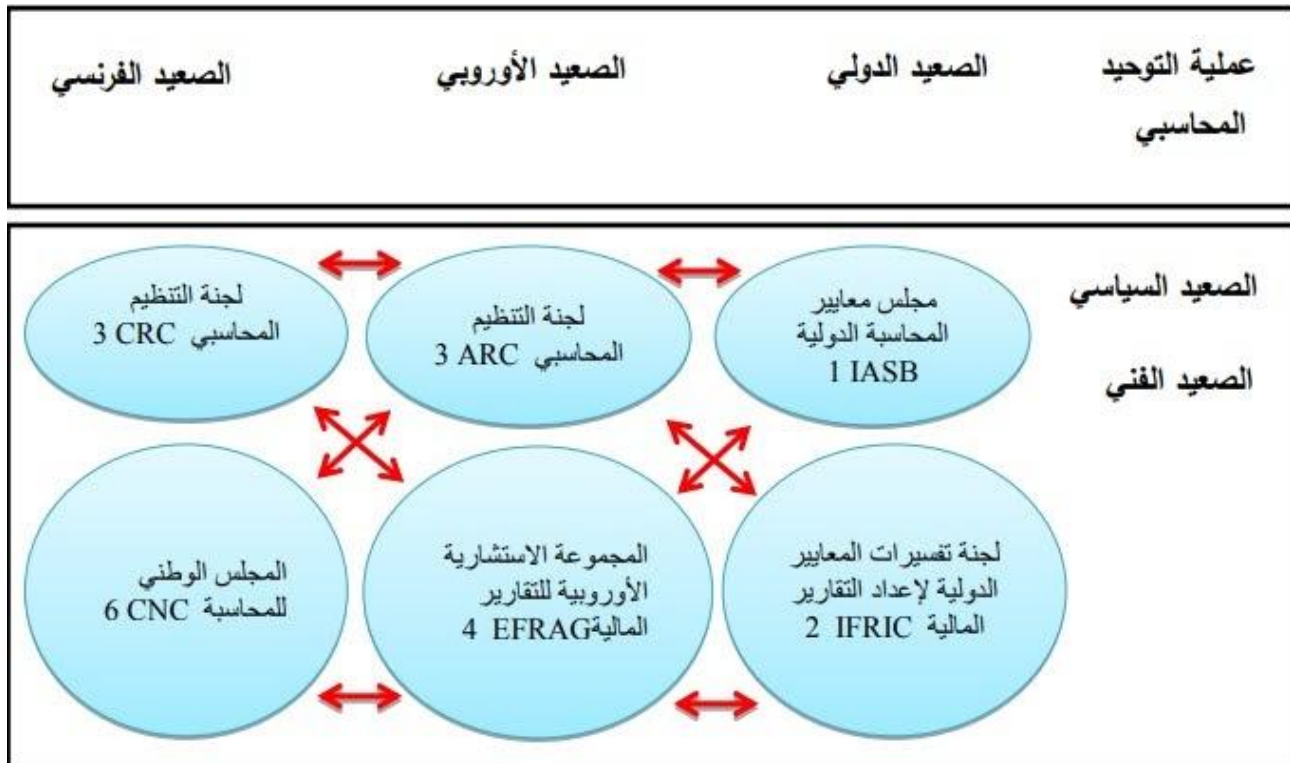 عملية التوحيد
المحاسبي
الصعيد الدولي
الصعيد الأوروبي
الصعيد الفرنسي
الصعيد السياسي
الصعيد الفني
مجلس معايير
المحاسبة الدولية
1 IASB
لجنة التنظيم
المحاسبي ARC 3
لجنة التنظيم
المحاسبي CRC 3
لجنة تفسيرات المعايير
الدولية لإعداد التقارير
المالية IFRIC 2
المجموعة الاستشارية
الأوروبية للتقارير
المالية EFRAG 4
المجلس الوطني
للمحاسبة CNC 6